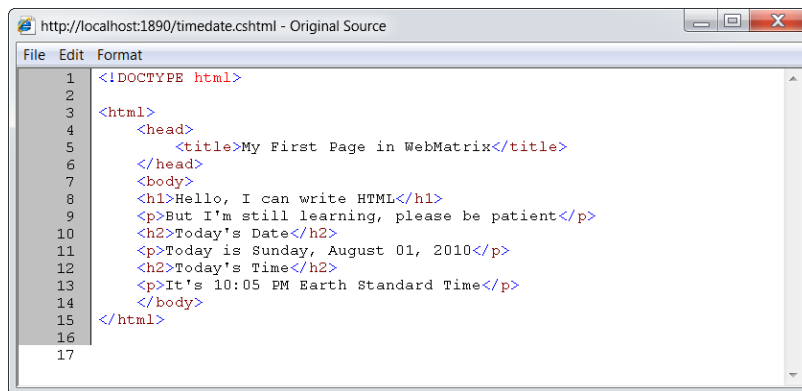 http://localhost:1890/timedate.cshtml - Original Source
File Edit Format
1 <!DOCTYPE html>
2
3 <html>
4     <head>
5         <title>My First Page in WebMatrix</title>
6     </head>
7     <body>
8     <h1>Hello, I can write HTML</h1>
9     <p>But I'm still learning, please be patient</p>
10     <h2>Today's Date</h2>
11     <p>Today is Sunday, August 01, 2010</p>
12     <h2>Today's Time</h2>
13     <p>It's 10:05 PM Earth Standard Time</p>
14     </body>
15 </html>
16
17